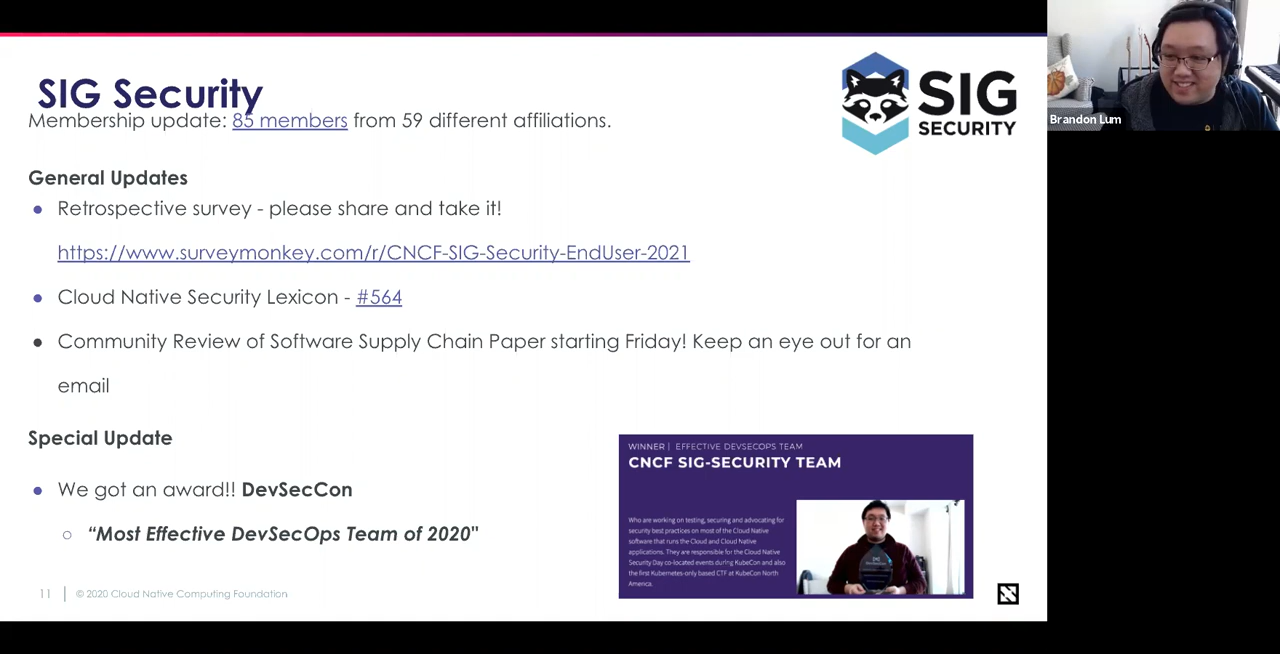 SIG Security
Membership update: 85 members from 59 different affiliations.
SIG
SECURITY
Brandon Lum
General Updates
Retrospective survey - please share and take it!
https://www.surveymonkey.com/r/CNCF-SIG-Security-EndUser-2021
Cloud Native Security Lexicon - #564
Community Review of Software Supply Chain Paper starting Friday! Keep an eye out for an
email
Special Update
We got an award!! DevSecCon
“Most Effective DevSecOps Team of 2020"
WINNER | EFFECTIVE DEVSECOPS TEAM
CNCF SIG-SECURITY TEAM
Who are working on testing, securing and advocating for
security best practices on most of the Cloud Native
software that runs the Cloud and Cloud Native
applications. They are responsible for the Cloud Native
Security Day co-located events during KubeCon and also
the first Kubernetes-only based CTF at KubeCon North
America.
11 | © 2020 Cloud Native Computing Foundation